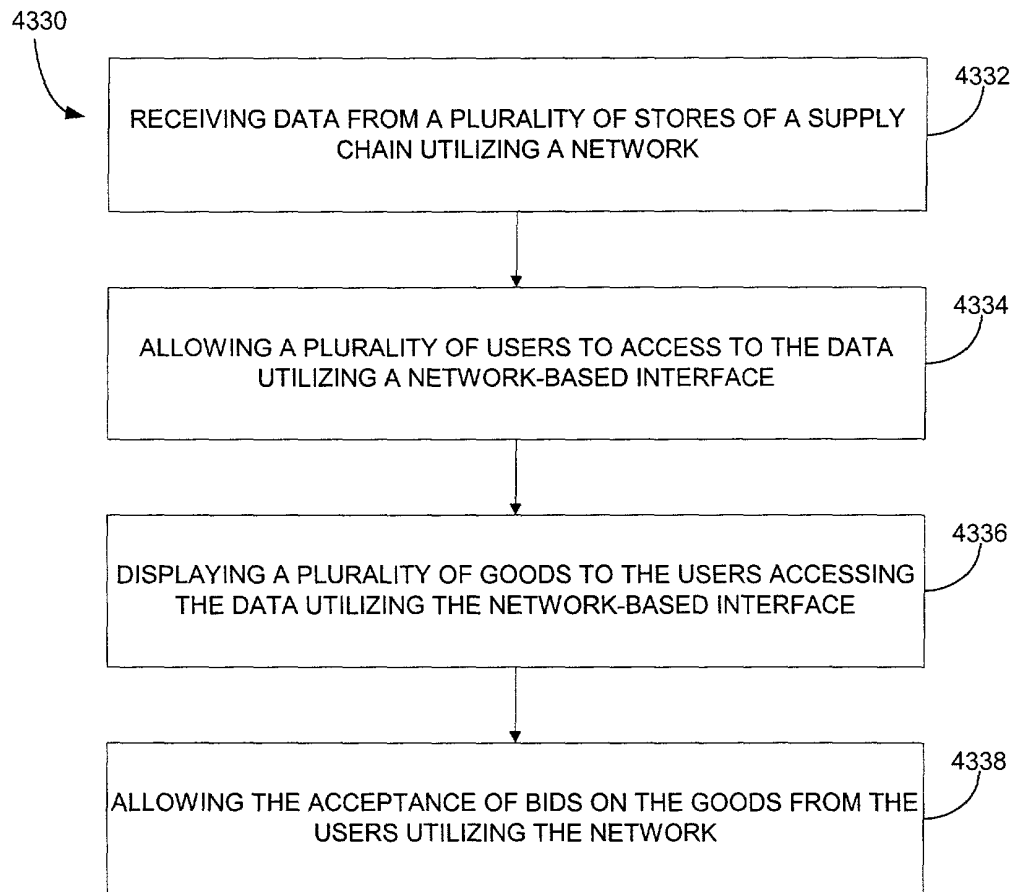 4330
RECEIVING DATA FROM A PLURALITY OF STORES OF A SUPPLY
CHAIN UTILIZING A NETWORK
4332
ALLOWING A PLURALITY OF USERS TO ACCESS TO THE DATA
UTILIZING A NETWORK-BASED INTERFACE
4334
DISPLAYING A PLURALITY OF GOODS TO THE USERS ACCESSING
THE DATA UTILIZING THE NETWORK-BASED INTERFACE
4336
ALLOWING THE ACCEPTANCE OF BIDS ON THE GOODS FROM THE
USERS UTILIZING THE NETWORK
4338